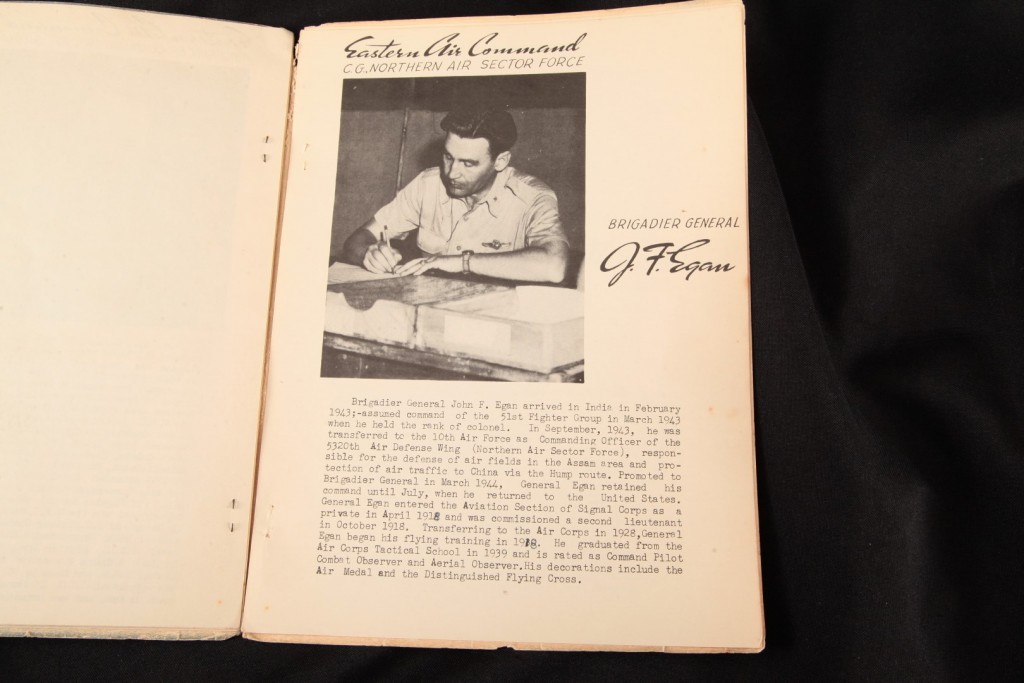 Eastern Air Command
C.G. NORTHERN AIR SECTOR FORCE
BRIGADIER GENERAL
J. F. Egan
Brigadier General John F. Egan arrived in India in February
1943;-assumed command of the 51st Fighter Group in March 1943
when he held the rank of colonel. In September, 1943, he was
transferred to the 10th Air Force as Commanding Officer of the
5320th Air Defense Wing (Northern Air Sector Force), respon-
sible for the defense of air fields in the Assam area and pro-
tection of air traffic to China via the Hump route. Promoted to
Brigadier General in March 1944, General Egan retained his
command until July, when he returned to the United States.
General Egan entered the Aviation Section of Signal Corps as a
private in April 1918 and was commissioned a second lieutenant
in October 1918. Transferring to the Air Corps in 1928,General
Egan began his flying training in 1918. He graduated from the
Air Corps Tactical School in 1939 and is rated as Command Pilot
Combat Observer and Aerial Observer.His decorations include the
Air Medal and the Distinguished Flying Cross.